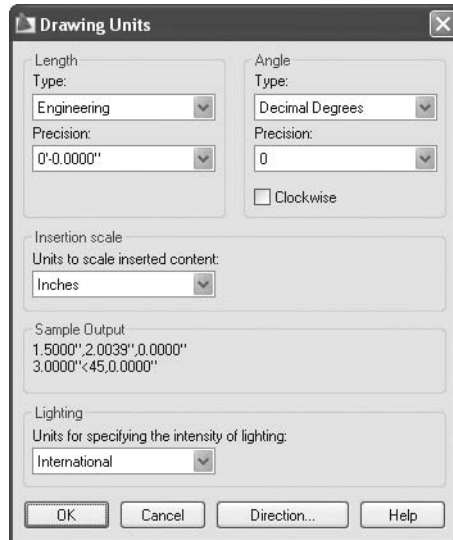 Drawing Units
Length
Type:
Engineering
Precision:
0'-0.0000"
Angle
Type:
Decimal Degrees
Precision:
0
Clockwise
Insertion scale
Units to scale inserted content:
Inches
Sample Output
1.5000",2.0039",0.0000"
3.0000"<45,0.0000"
Lighting
Units for specifying the intensity of lighting:
International
OK Cancel Direction... Help